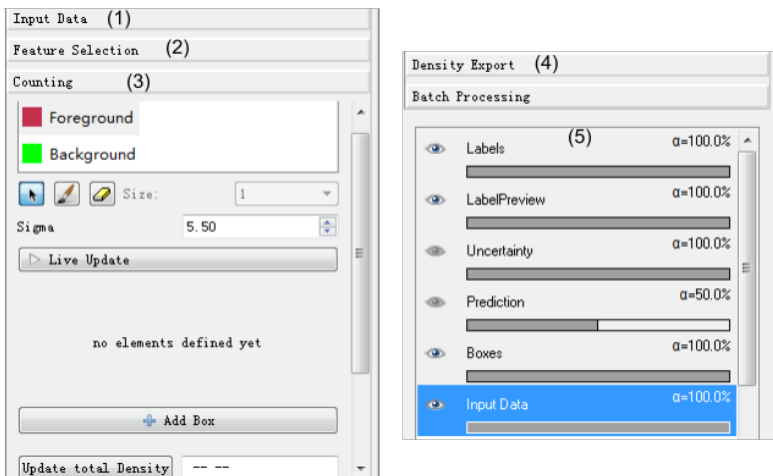 Input Data (1)
Feature Selection (2)
Counting (3)
Foreground
Background
Size: 1
Sigma 5.50
Live Update
no elements defined yet
Add Box
Update total Density -- --
Density Export (4)
Batch Processing
(5)
Labels α=100.0%
LabelPreview α=100.0%
Uncertainty α=100.0%
Prediction α=50.0%
Boxes α=100.0%
Input Data α=100.0%